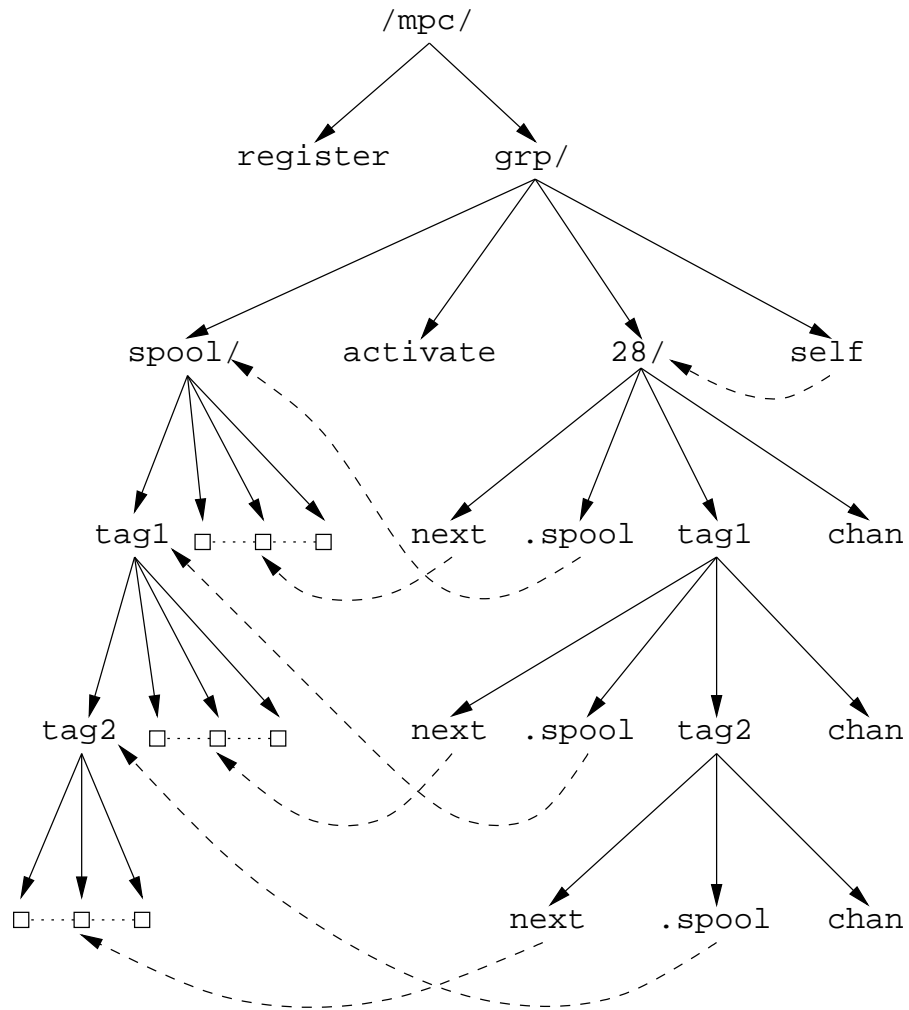 /mpc/
register grp/
spool/ activate 28/ self
tag1 next .spool tag1 chan
tag2 next .spool tag2 chan
next .spool chan